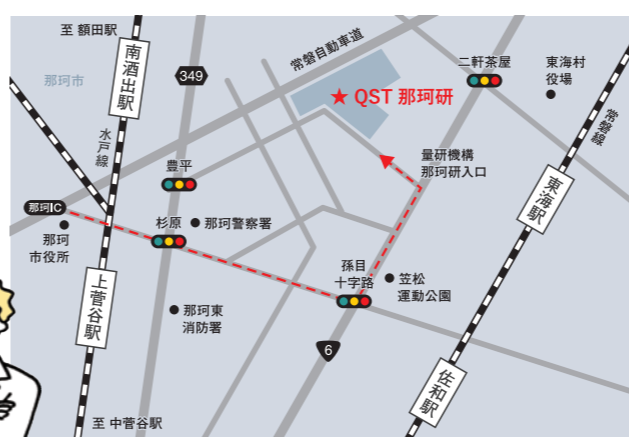 至 額田駅
南酒出駅
那珂市
349
常磐自動車道
★ QST 那珂研
二軒茶屋
東海村
役場
水戸線
豊平
量研機構
那珂研入口
常磐線
東海駅
那珂IC
那珂
市役所
杉原
那珂警察署
孫目
十字路
笠松
運動公園
上菅谷駅
那珂東
消防署
6
佐和駅
至 中菅谷駅